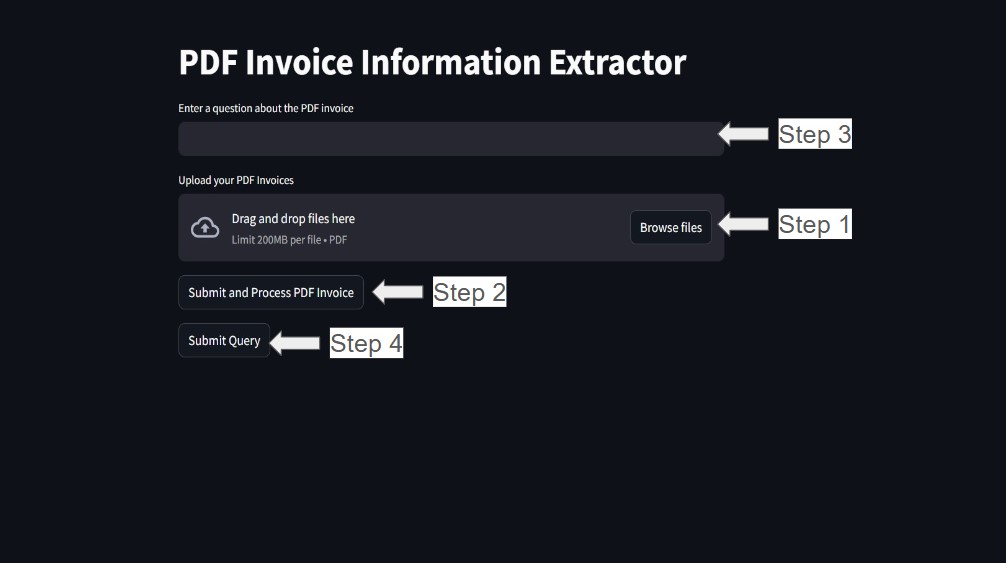 PDF Invoice Information Extractor
Enter a question about the PDF invoice
Step 3
Upload your PDF Invoices
Drag and drop files here
Limit 200MB per file • PDF
Browse files
Step 1
Submit and Process PDF Invoice
Step 2
Submit Query
Step 4